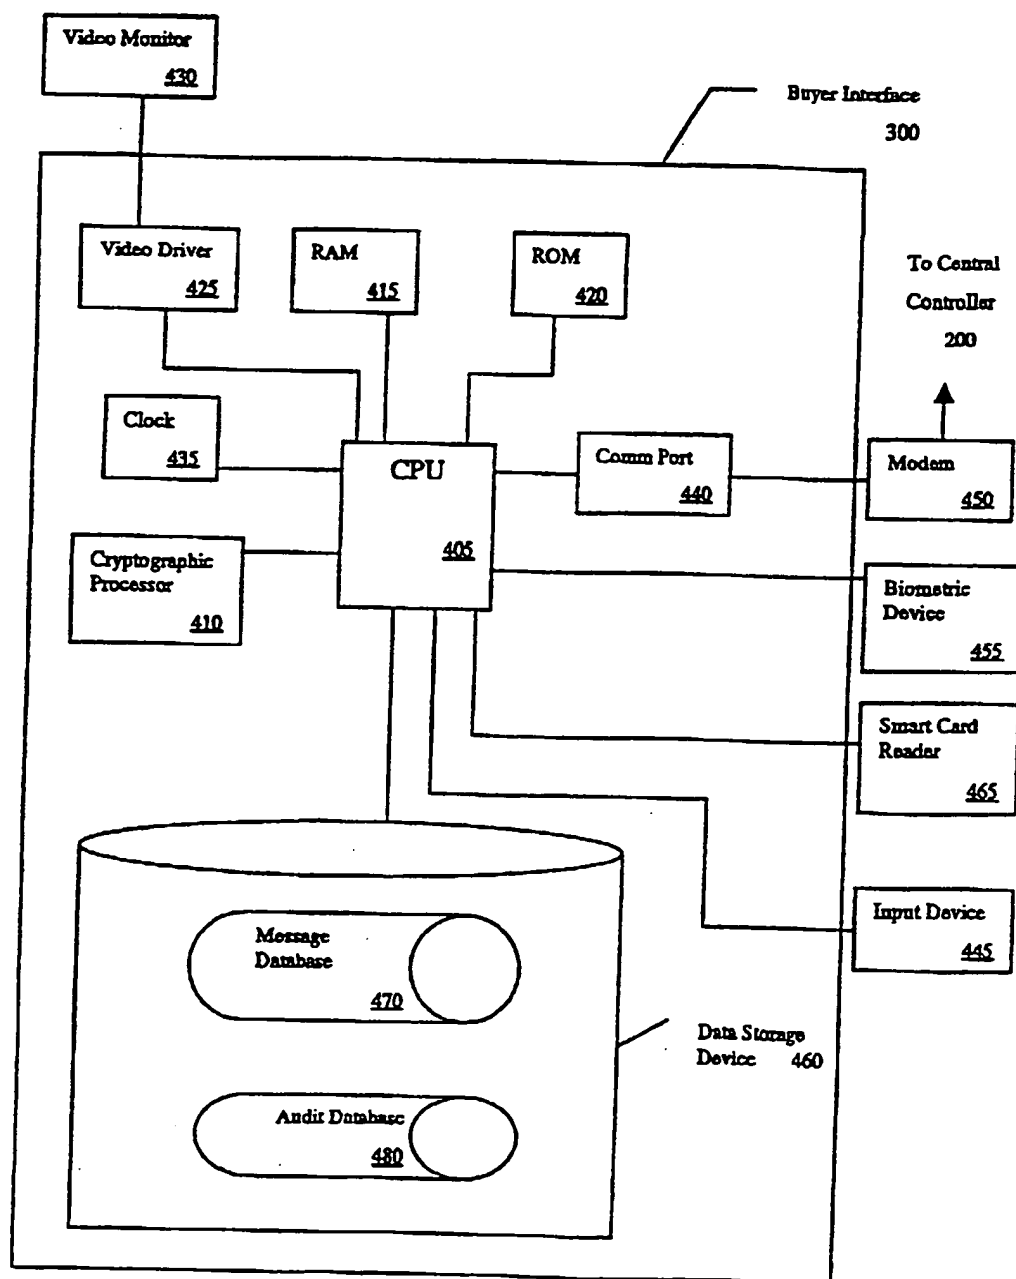 Video Monitor
430
Buyer Interface
300
Video Driver
425
RAM
415
ROM
420
To Central
Controller
200
Clock
435
CPU
405
Comm Port
440
Modem
450
Cryptographic
Processor
410
Biometric
Device
455
Smart Card
Reader
465
Input Device
445
Message
Database
470
Data Storage
Device 460
Audit Database
480